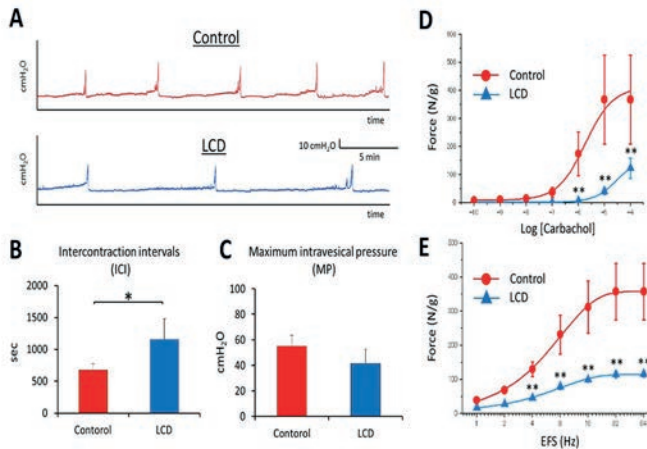 A
Control
cmH₂O
time
LCD
10 cmH₂O
5 min
cmH₂O
time
B
Intercontraction intervals
(ICI)
2000
1500
1000
500
0
sec
*
Contorol
LCD
C
Maximum intravesical pressure
(MP)
100
80
60
40
20
0
cmH₂O
Contorol
LCD
D
Control
LCD
Force (N/g)
**
**
**
Log [Carbachol]
E
Control
LCD
Force (N/g)
**
**
**
**
**
EFS (Hz)